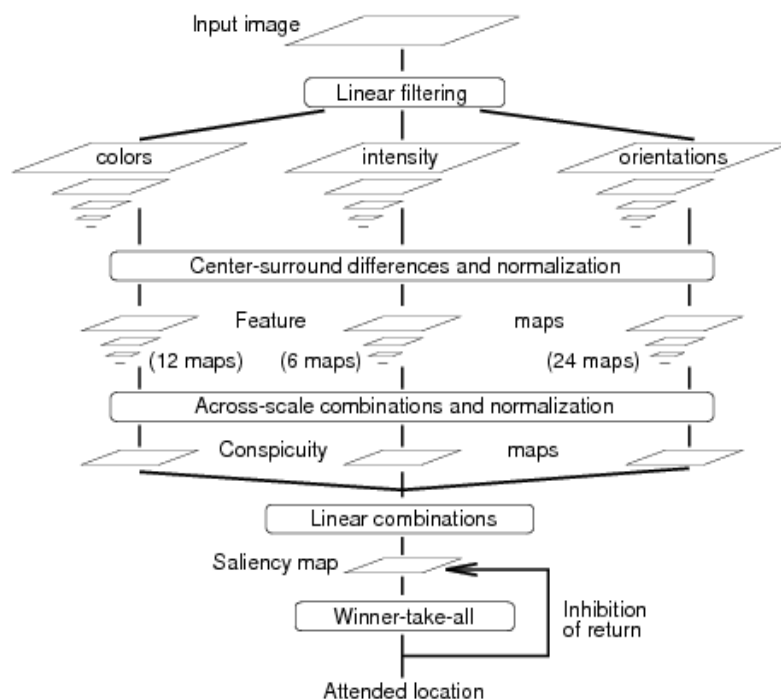 Input image
Linear filtering
colors intensity orientations
Center-surround differences and normalization
Feature maps
(12 maps) (6 maps) (24 maps)
Across-scale combinations and normalization
Conspicuity maps
Linear combinations
Saliency map
Winner-take-all
Inhibition
of return
Attended location